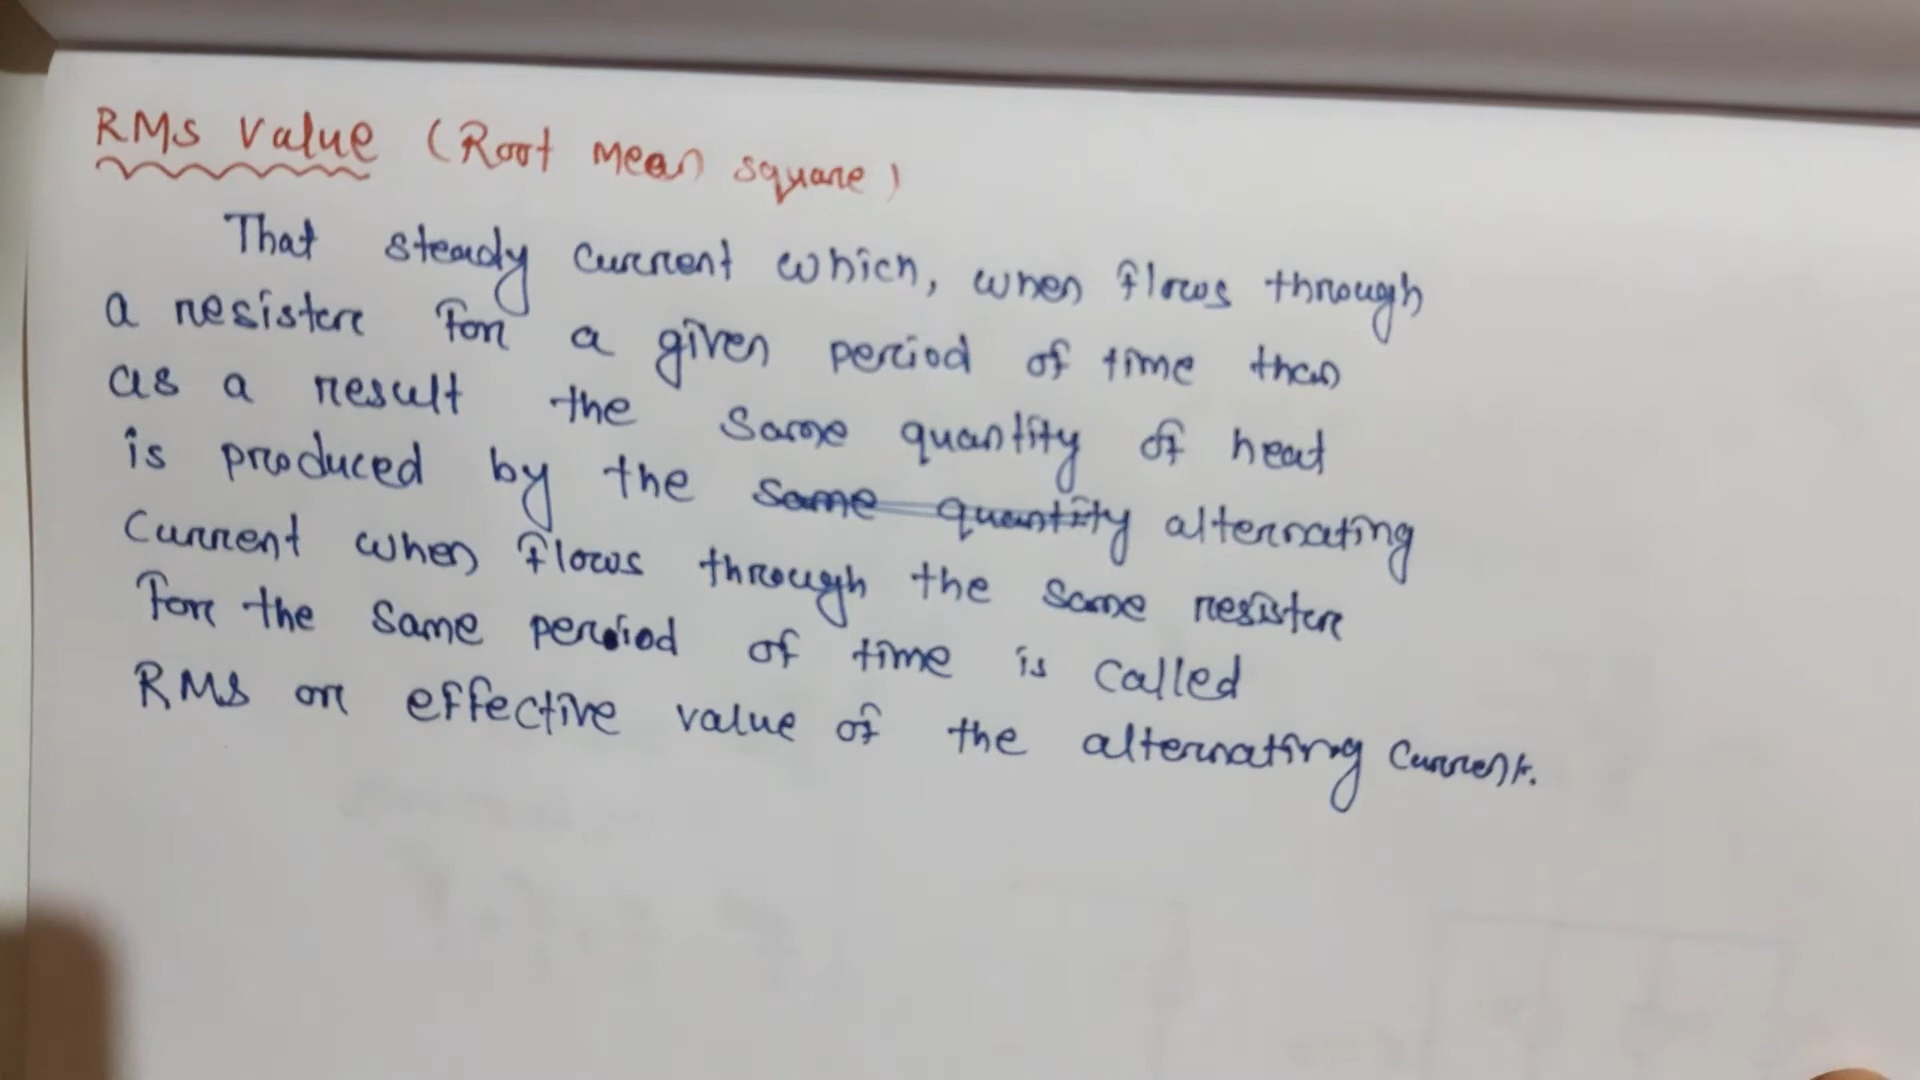 RMS Value (Root Mean square)
That steady current which, when flows through
a resistor for a given period of time than
as a result the same quantity of heat
is produced by the ~~same quantity~~ alternating
current when flows through the same resistor
for the same period of time is called
RMS or effective value of the alternating current.